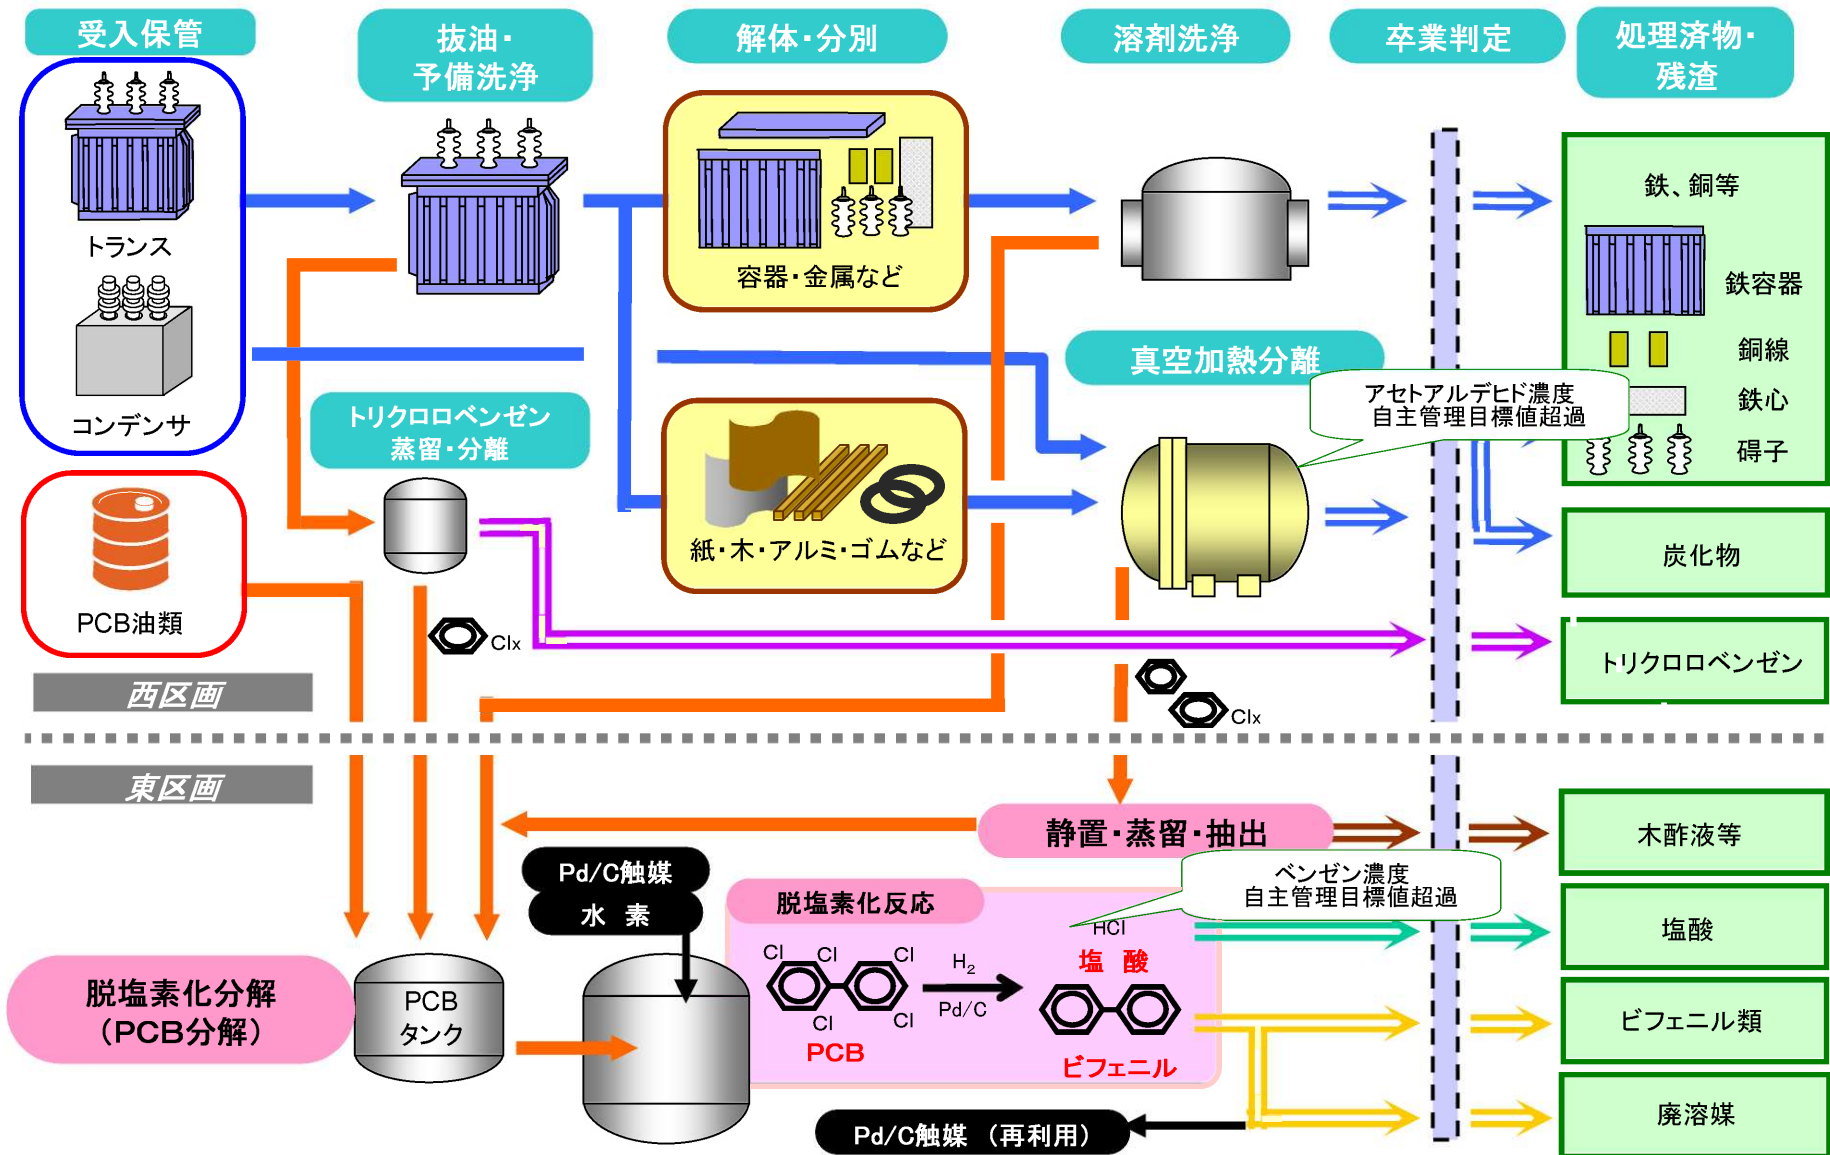 受入保管
抜油・
予備洗浄
解体・分別
溶剤洗浄
卒業判定
処理済物・
残渣
トランス
コンデンサ
容器・金属など
鉄、銅等
鉄容器
銅線
鉄心
碍子
真空加熱分離
アセトアルデヒド濃度
自主管理目標値超過
トリクロロベンゼン
蒸留・分離
紙・木・アルミ・ゴムなど
PCB油類
Clx
Clx
炭化物
トリクロロベンゼン
西区画
東区画
静置・蒸留・抽出
木酢液等
Pd/C触媒
水 素
ベンゼン濃度
自主管理目標値超過
脱塩素化反応
HCl
塩 酸
塩酸
Cl
Cl
Cl
Cl
Cl
H2
Pd/C
PCB
ビフェニル
脱塩素化分解
（PCB分解）
PCB
タンク
ビフェニル類
Pd/C触媒 （再利用）
廃溶媒